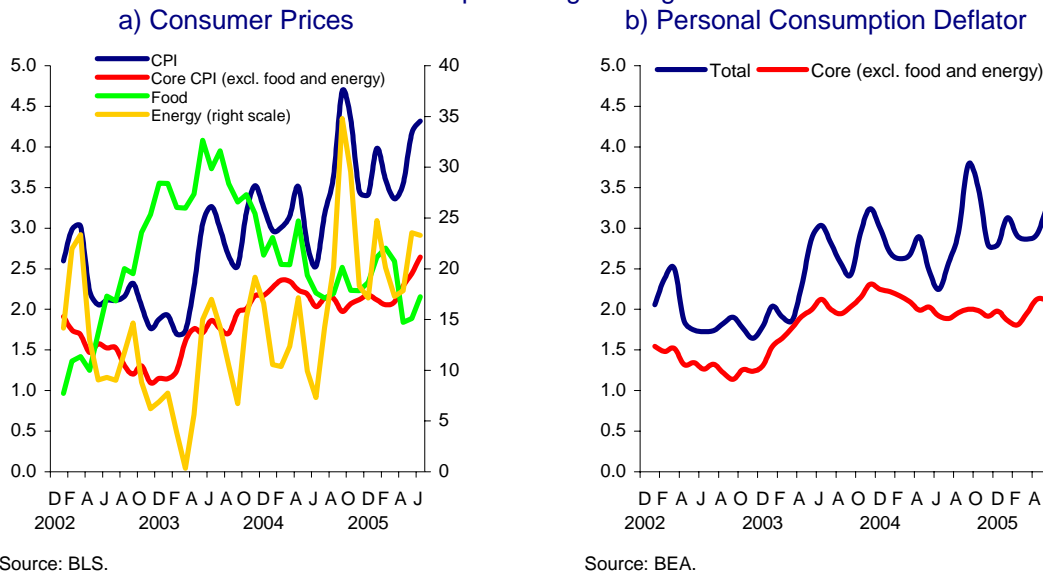 a) Consumer Prices
CPI
Core CPI (excl. food and energy)
Food
Energy (right scale)
5.0
4.5
4.0
3.5
3.0
2.5
2.0
1.5
1.0
0.5
0.0
40
35
30
25
20
15
10
5
0
D F A J A O D F A J A O D F A J A O D F A J A O D F A J
2002 2003 2004 2005
Source: BLS.
b) Personal Consumption Deflator
Total Core (excl. food and energy)
5.0
4.5
4.0
3.5
3.0
2.5
2.0
1.5
1.0
0.5
0.0
D F A J A O D F A J A O D F A J A O D F A
2002 2003 2004 2005
Source: BEA.